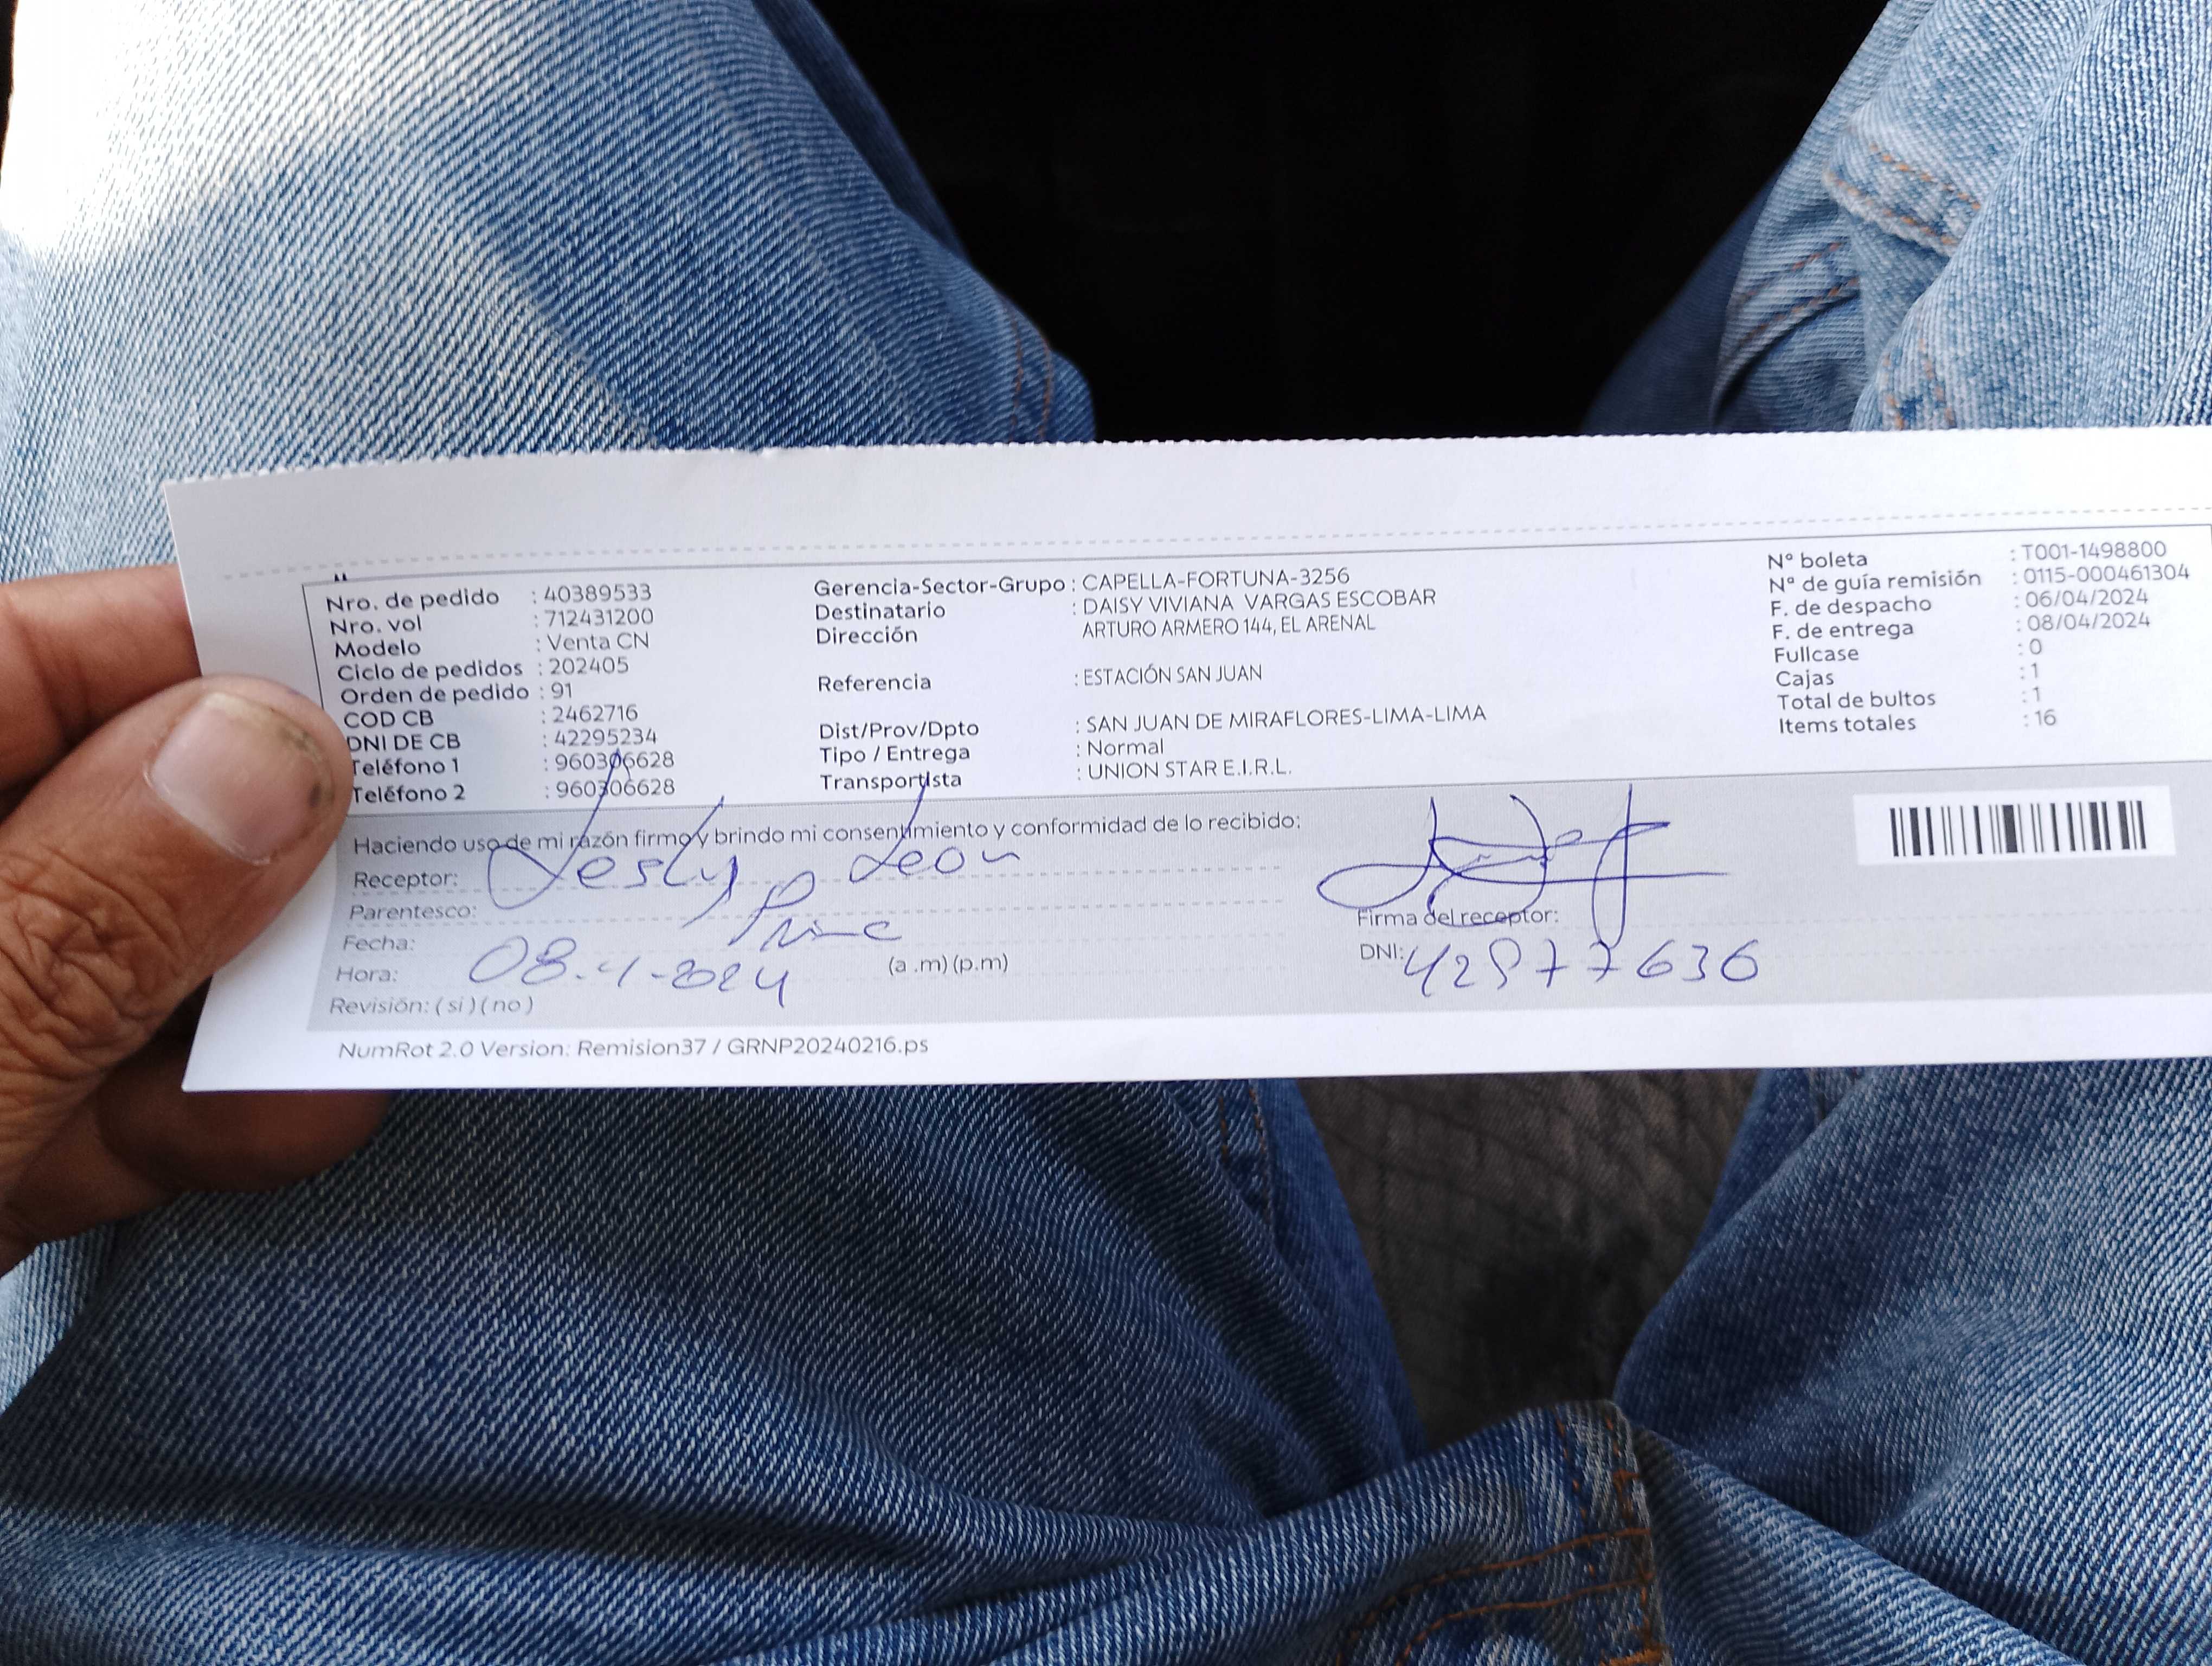 Nro. de pedido : 40389533
Nro. vol : 712431200
Modelo : Venta CN
Ciclo de pedidos : 202405
Orden de pedido : 91
COD CB : 2462716
DNI DE CB : 42295234
Teléfono 1 : 960306628
Teléfono 2 : 960306628
Gerencia-Sector-Grupo : CAPELLA-FORTUNA-3256
Destinatario : DAISY VIVIANA VARGAS ESCOBAR
Dirección ARTURO ARMERO 144, EL ARENAL
Referencia : ESTACIÓN SAN JUAN
Dist/Prov/Dpto : SAN JUAN DE MIRAFLORES-LIMA-LIMA
Tipo / Entrega : Normal
Transportista : UNION STAR E.I.R.L.
N° boleta : T001-1498800
N° de guía remisión : 0115-000461304
F. de despacho : 06/04/2024
F. de entrega : 08/04/2024
Fullcase : 0
Cajas : 1
Total de bultos : 1
Items totales : 16
Haciendo uso de mi razón firmo y brindo mi consentimiento y conformidad de lo recibido:
Receptor: Lesly Leon
Parentesco:
Fecha:
Hora: 08-4-2024 (a .m) (p.m)
Revisión: ( si ) ( no )
Firma del receptor:
DNI:
NumRot 2.0 Version: Remision37 / GRNP20240216.ps